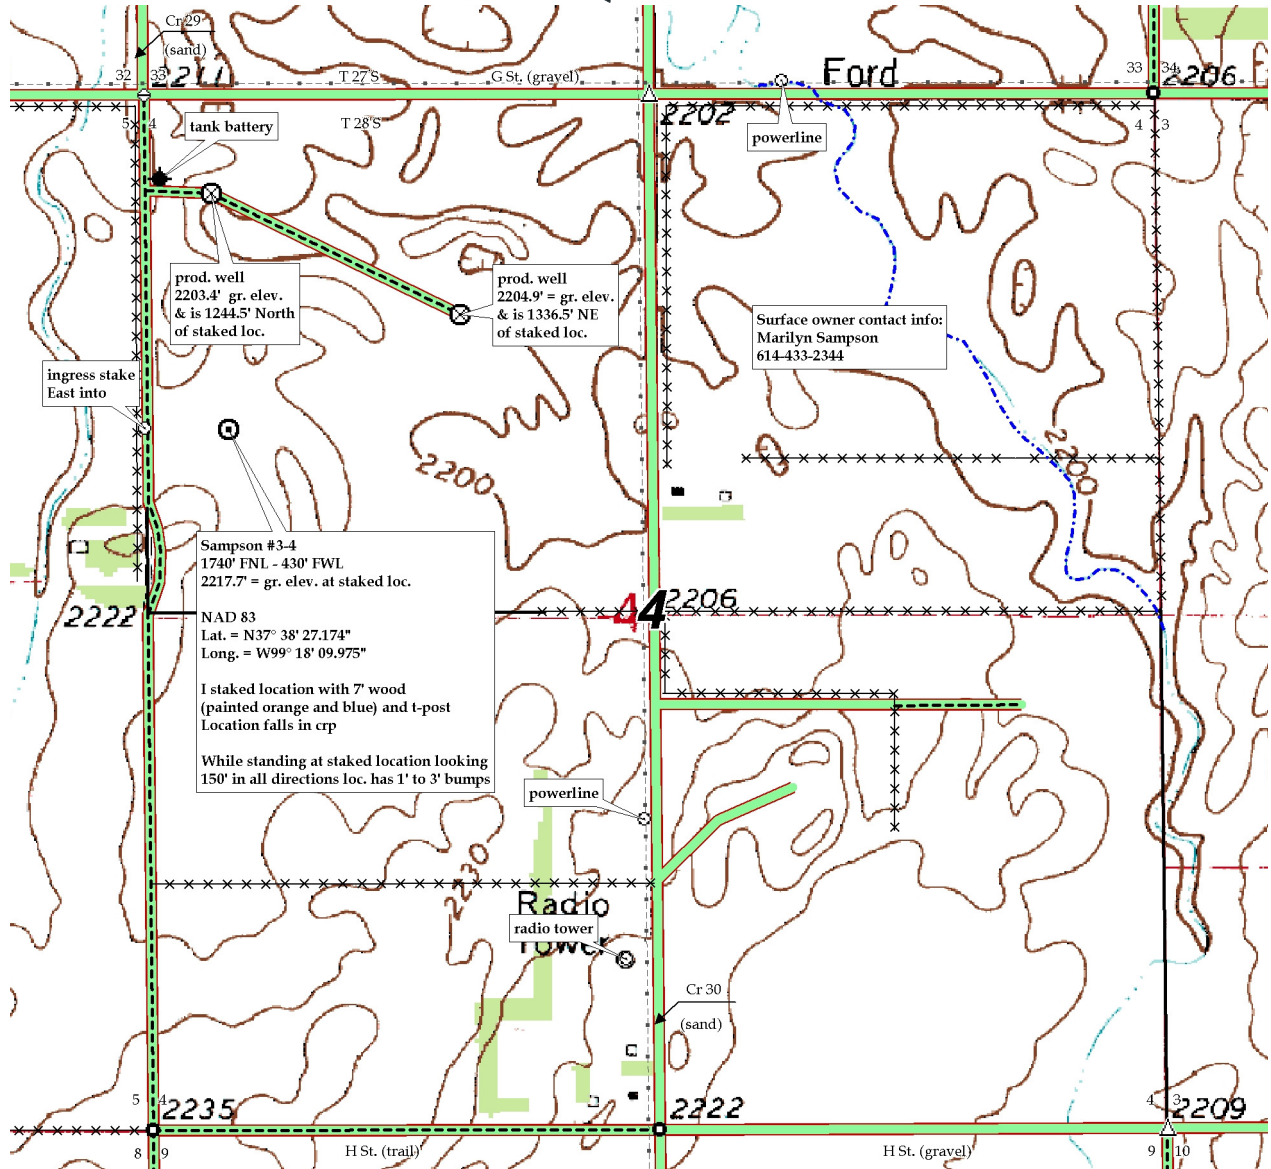 Cr 29
(sand)
32
33
2211
T 27'S
G St. (gravel)
Ford
33
34
2206
5
4
T 28'S
2202
4
3
tank battery
powerline
prod. well
2203.4' gr. elev.
& is 1244.5' North
of staked loc.
prod. well
2204.9' = gr. elev.
& is 1336.5' NE
of staked loc.
Surface owner contact info:
Marilyn Sampson
614-433-2344
ingress stake
East into
2200
2200
Sampson #3-4
1740' FNL - 430' FWL
2217.7' = gr. elev. at staked loc.
NAD 83
Lat. = N37° 38' 27.174"
Long. = W99° 18' 09.975"
I staked location with 7' wood
(painted orange and blue) and t-post
Location falls in crp
While standing at staked location looking
150' in all directions loc. has 1' to 3' bumps
2222
4
4
2206
powerline
2230
Radio
Tower
radio tower
Cr 30
(sand)
5
4
2235
2222
4
3
2209
8
9
H St. (trail)
H St. (gravel)
9
10